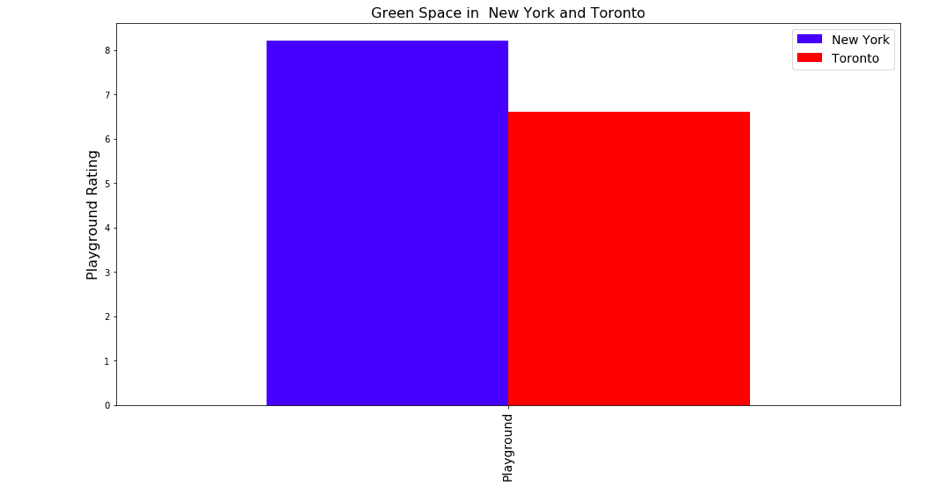 Green Space in  New York and Toronto
New York
Toronto
Playground Rating
8
7
6
5
4
3
2
1
0
Playground